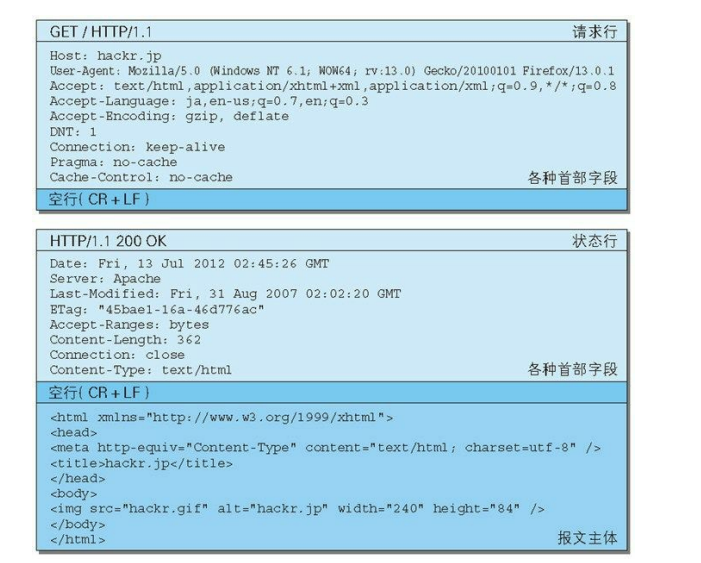 GET / HTTP/1.1 请求行
Host: hackr.jp
User-Agent: Mozilla/5.0 (Windows NT 6.1; WOW64; rv:13.0) Gecko/20100101 Firefox/13.0.1
Accept: text/html,application/xhtml+xml,application/xml;q=0.9,*/*;q=0.8
Accept-Language: ja,en-us;q=0.7,en;q=0.3
Accept-Encoding: gzip, deflate
DNT: 1
Connection: keep-alive
Pragma: no-cache
Cache-Control: no-cache 各种首部字段
空行( CR + LF )
HTTP/1.1 200 OK 状态行
Date: Fri, 13 Jul 2012 02:45:26 GMT
Server: Apache
Last-Modified: Fri, 31 Aug 2007 02:02:20 GMT
ETag: "45bae1-16a-46d776ac"
Accept-Ranges: bytes
Content-Length: 362
Connection: close
Content-Type: text/html 各种首部字段
空行( CR + LF )
<html xmlns="http://www.w3.org/1999/xhtml">
<head>
<meta http-equiv="Content-Type" content="text/html; charset=utf-8" />
<title>hackr.jp</title>
</head>
<body>
<img src="hackr.gif" alt="hackr.jp" width="240" height="84" />
</body>
</html> 报文主体